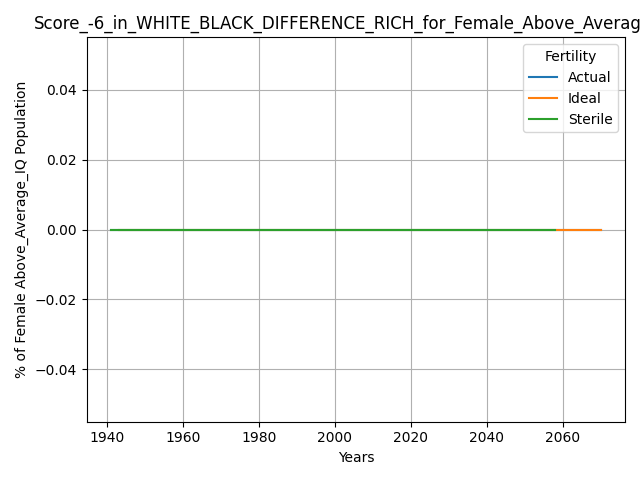 Score_-6_in_WHITE_BLACK_DIFFERENCE_RICH_for_Female_Above_Averag
Fertility
Actual
Ideal
Sterile
% of Female Above_Average_IQ Population
0.04
0.02
0.00
−0.02
−0.04
1940 1960 1980 2000 2020 2040 2060
Years